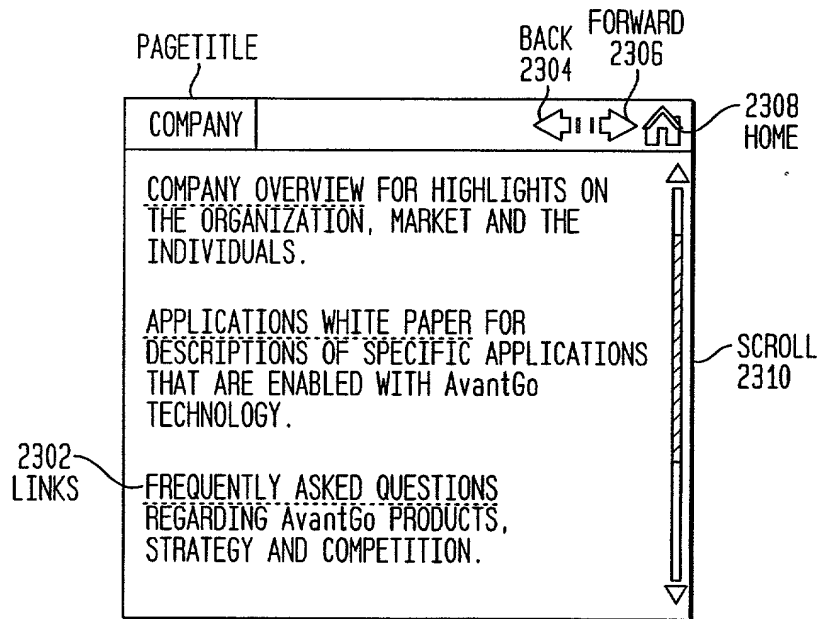 PAGETITLE
BACK
2304
FORWARD
2306
2308
HOME
COMPANY
COMPANY OVERVIEW FOR HIGHLIGHTS ON
THE ORGANIZATION, MARKET AND THE
INDIVIDUALS.
APPLICATIONS WHITE PAPER FOR
DESCRIPTIONS OF SPECIFIC APPLICATIONS
THAT ARE ENABLED WITH AvantGo
TECHNOLOGY.
SCROLL
2310
2302
LINKS
FREQUENTLY ASKED QUESTIONS
REGARDING AvantGo PRODUCTS,
STRATEGY AND COMPETITION.